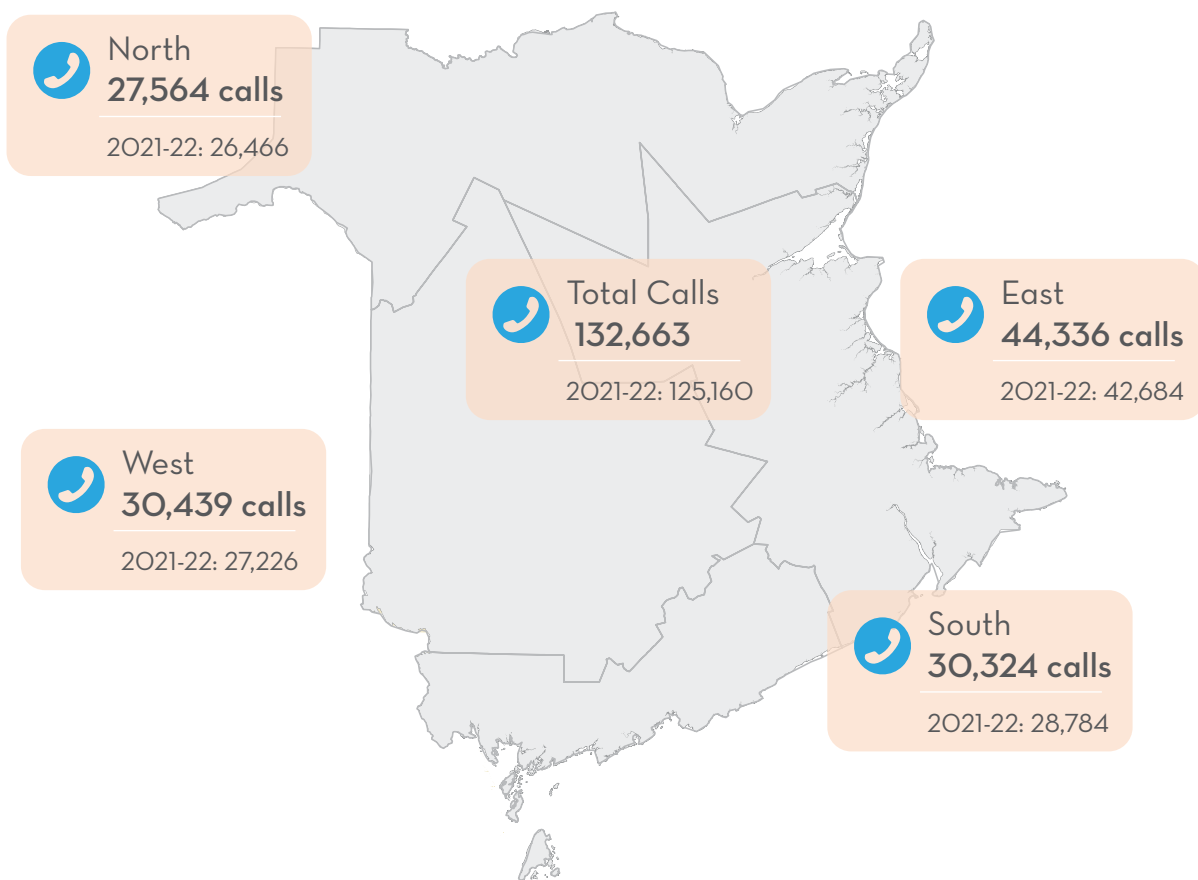 North
27,564 calls
2021-22: 26,466
Total Calls
132,663
2021-22: 125,160
East
44,336 calls
2021-22: 42,684
West
30,439 calls
2021-22: 27,226
South
30,324 calls
2021-22: 28,784